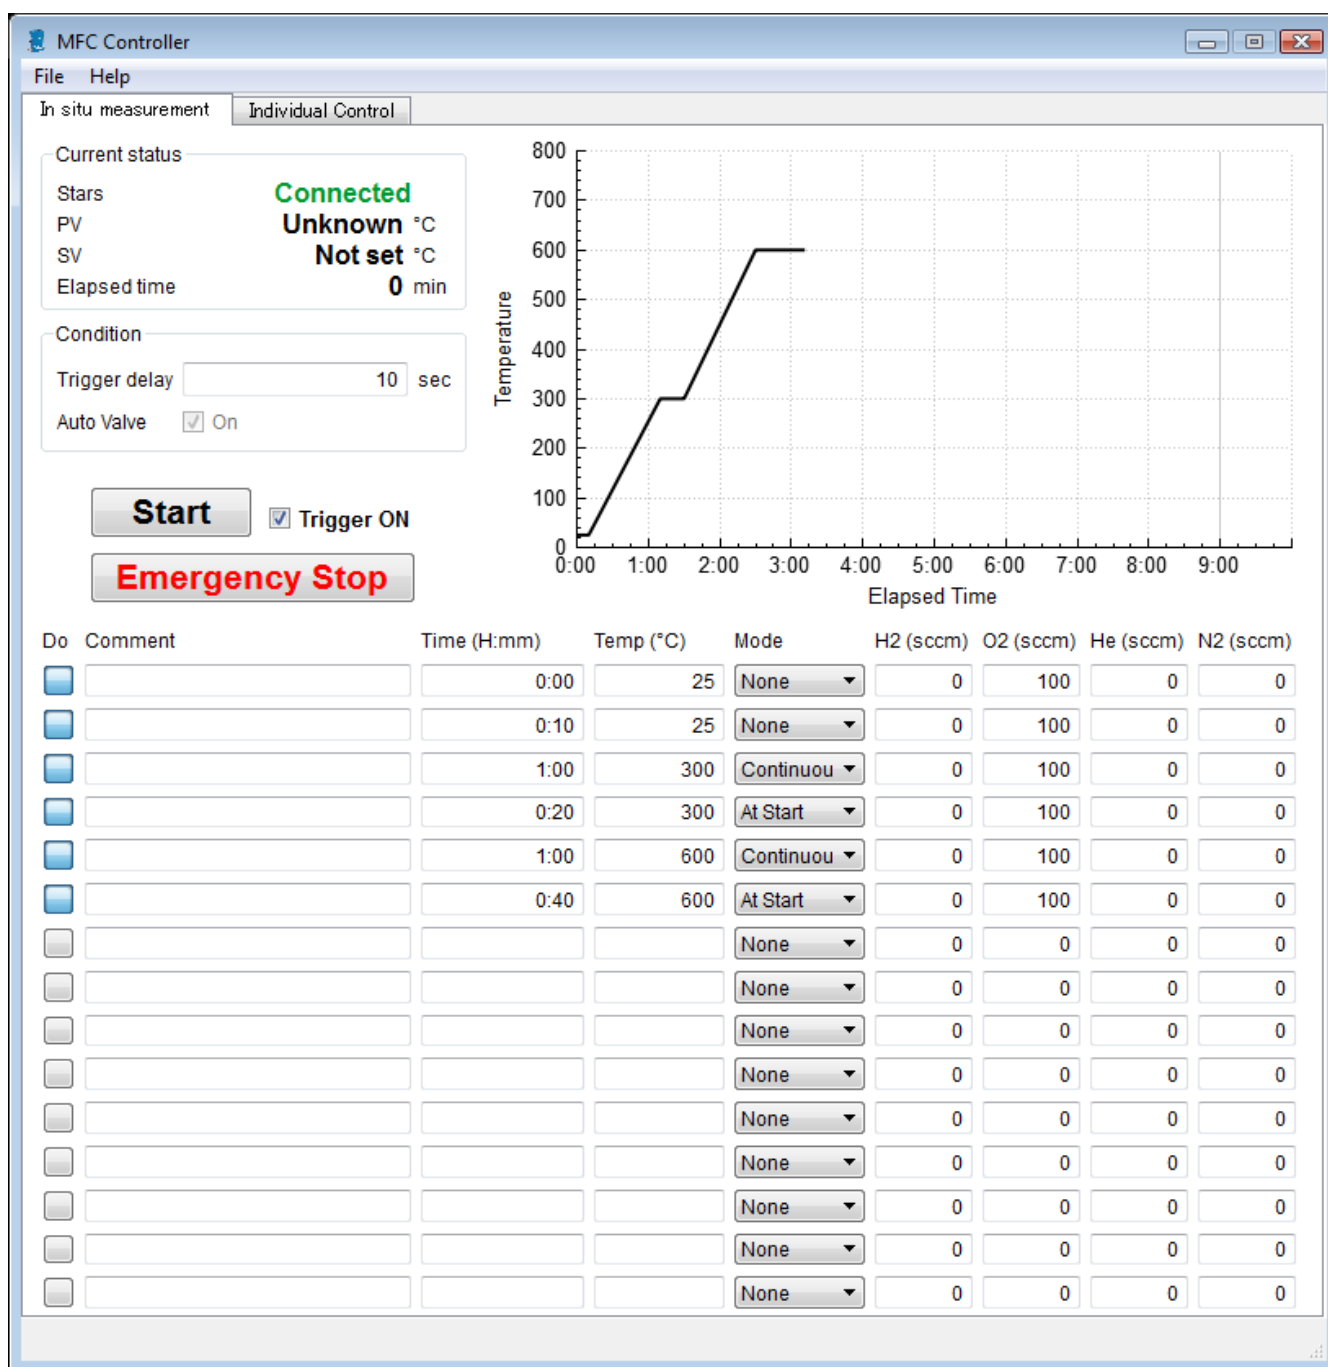 MFC Controller
File Help
In situ measurement Individual Control
Current status
Stars Connected
PV Unknown °C
SV Not set °C
Elapsed time 0 min
Condition
Trigger delay 10 sec
Auto Valve On
Start Trigger ON
Emergency Stop
800
700
600
500
400
300
200
100
0
Temperature
0:00 1:00 2:00 3:00 4:00 5:00 6:00 7:00 8:00 9:00
Elapsed Time
Do Comment Time (H:mm) Temp (°C) Mode H2 (sccm) O2 (sccm) He (sccm) N2 (sccm)
0:00 25 None 0 100 0 0
0:10 25 None 0 100 0 0
1:00 300 Continuou 0 100 0 0
0:20 300 At Start 0 100 0 0
1:00 600 Continuou 0 100 0 0
0:40 600 At Start 0 100 0 0
None 0 0 0 0
None 0 0 0 0
None 0 0 0 0
None 0 0 0 0
None 0 0 0 0
None 0 0 0 0
None 0 0 0 0
None 0 0 0 0
None 0 0 0 0